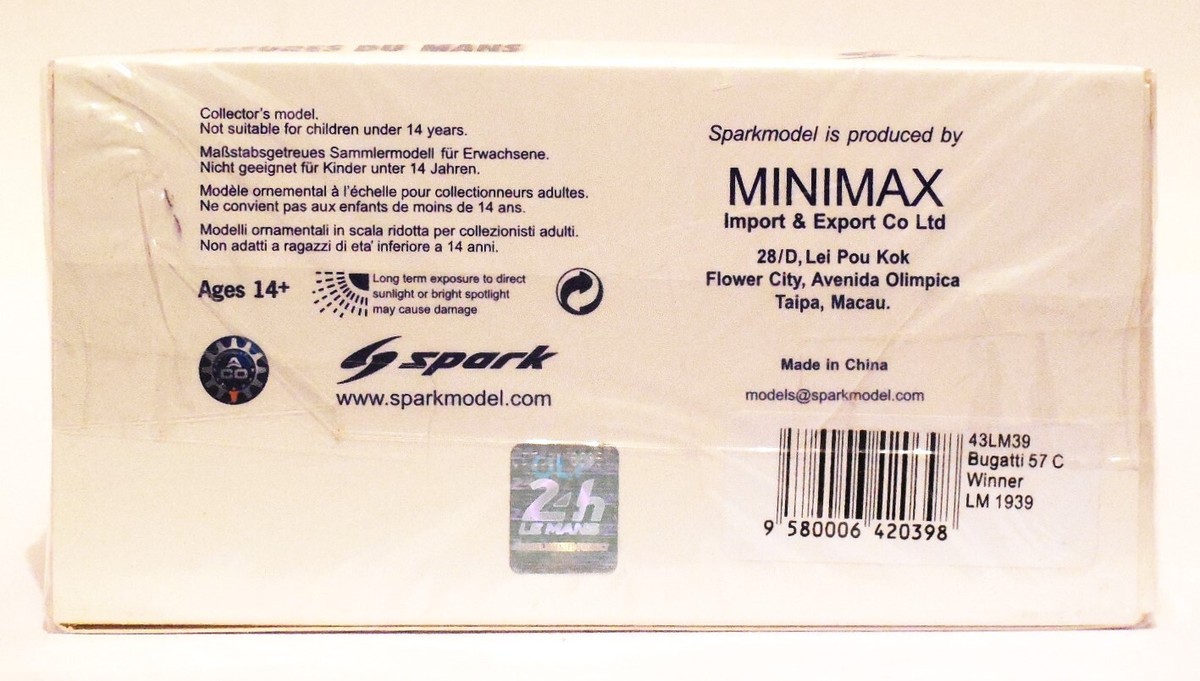 HEURES DU MANS
Collector's model.
Not suitable for children under 14 years.
Maßstabsgetreues Sammlermodell für Erwachsene.
Nicht geeignet für Kinder unter 14 Jahren.
Modèle ornemental à l'échelle pour collectionneurs adultes.
Ne convient pas aux enfants de moins de 14 ans.
Modelli ornamentali in scala ridotta per collezionisti adulti.
Non adatti a ragazzi di eta' inferiore a 14 anni.
Ages 14+
Long term exposure to direct
sunlight or bright spotlight
may cause damage
ACO
spark
www.sparkmodel.com
24h
LE MANS
Sparkmodel is produced by
MINIMAX
Import & Export Co Ltd
28/D, Lei Pou Kok
Flower City, Avenida Olimpica
Taipa, Macau.
Made in China
models@sparkmodel.com
43LM39
Bugatti 57 C
Winner
LM 1939
9 580006 420398